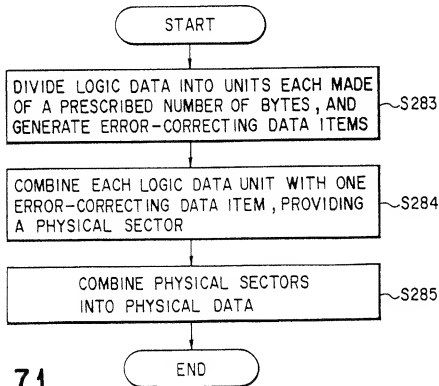 START
DIVIDE LOGIC DATA INTO UNITS EACH MADE
OF A PRESCRIBED NUMBER OF BYTES, AND
GENERATE ERROR-CORRECTING DATA ITEMS
S283
COMBINE EACH LOGIC DATA UNIT WITH ONE
ERROR-CORRECTING DATA ITEM, PROVIDING
A PHYSICAL SECTOR
S284
COMBINE PHYSICAL SECTORS
INTO PHYSICAL DATA
S285
END
71